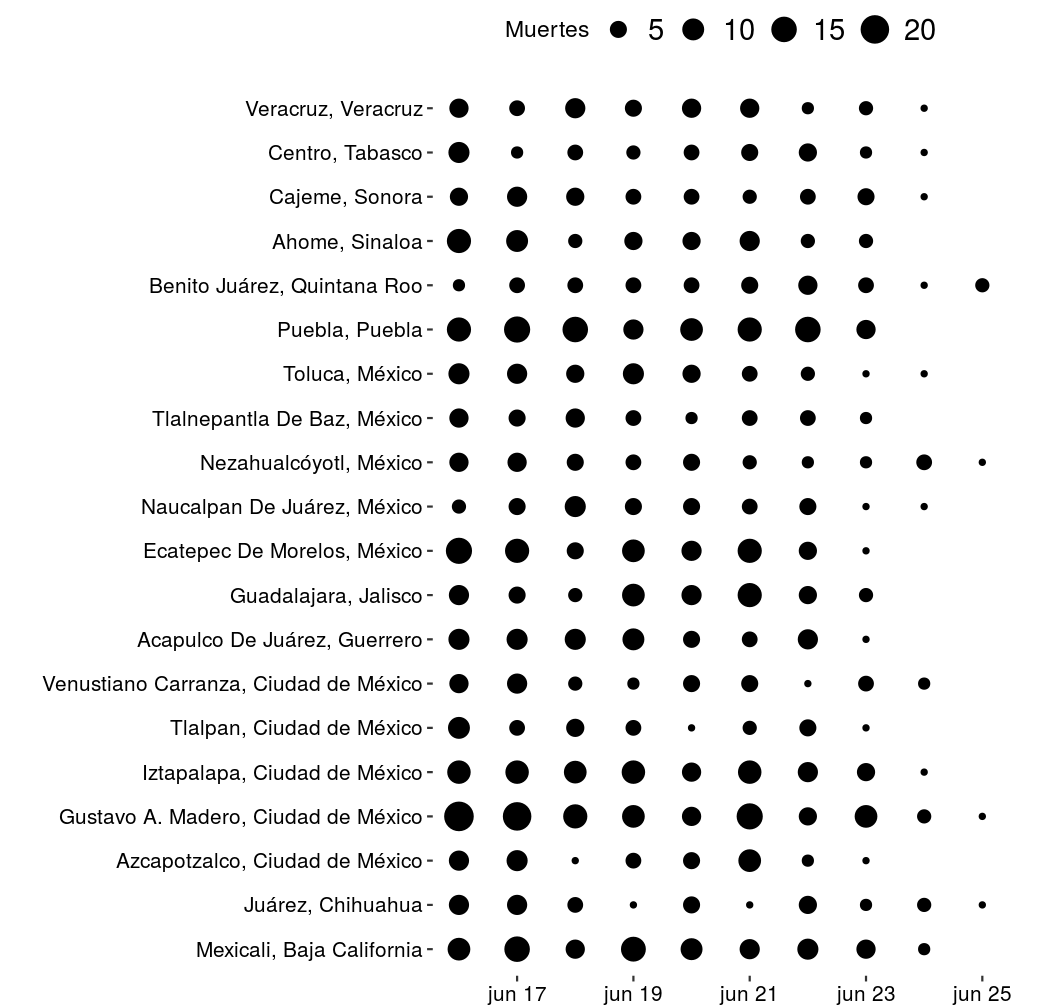 Muertes 5 10 15 20
Veracruz, Veracruz
Centro, Tabasco
Cajeme, Sonora
Ahome, Sinaloa
Benito Juárez, Quintana Roo
Puebla, Puebla
Toluca, México
Tlalnepantla De Baz, México
Nezahualcóyotl, México
Naucalpan De Juárez, México
Ecatepec De Morelos, México
Guadalajara, Jalisco
Acapulco De Juárez, Guerrero
Venustiano Carranza, Ciudad de México
Tlalpan, Ciudad de México
Iztapalapa, Ciudad de México
Gustavo A. Madero, Ciudad de México
Azcapotzalco, Ciudad de México
Juárez, Chihuahua
Mexicali, Baja California
jun 17 jun 19 jun 21 jun 23 jun 25